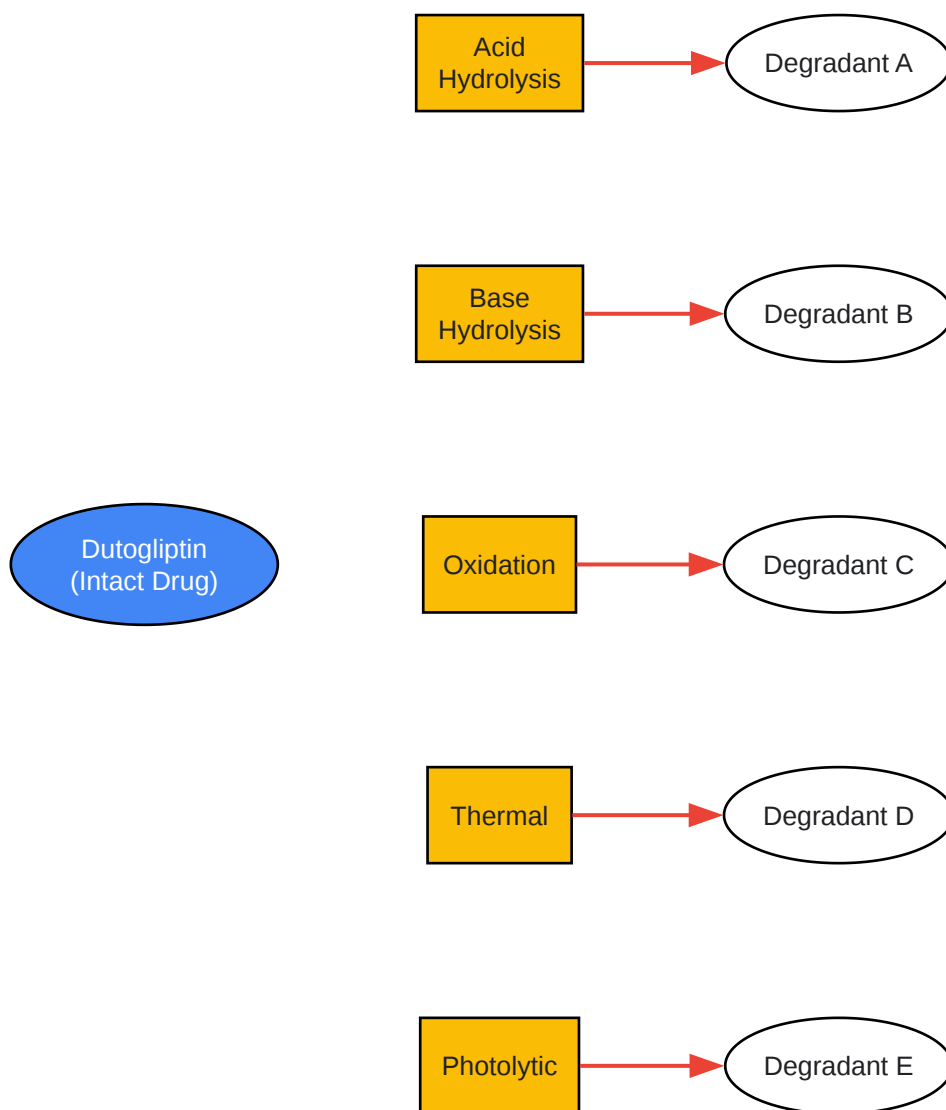 Acid
Hydrolysis
Degradant A
Base
Hydrolysis
Degradant B
Dutogliptin
(Intact Drug)
Oxidation
Degradant C
Thermal
Degradant D
Photolytic
Degradant E